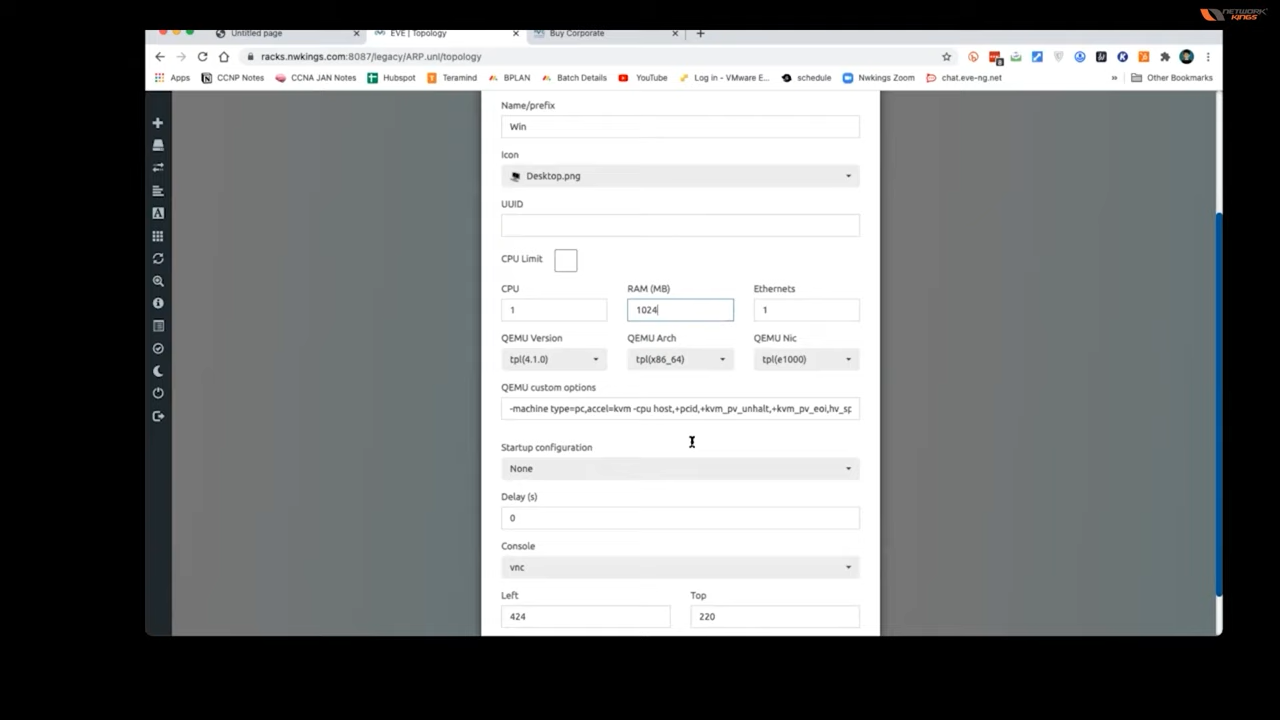 NETWORK
KINGS
Untitled page
EVE | Topology
Buy Corporate
racks.nwkings.com:8087/legacy/ARP.unl/topology
Apps
CCNP Notes
CCNA JAN Notes
Hubspot
Teramind
BPLAN
Batch Details
YouTube
Log in - VMware E...
schedule
Nwkings Zoom
chat.eve-ng.net
»
Other Bookmarks
Name/prefix
Win
Icon
Desktop.png
UUID
CPU Limit
CPU RAM (MB) Ethernets
1 1024 1
QEMU Version QEMU Arch QEMU Nic
tpl(4.1.0) tpl(x86_64) tpl(e1000)
QEMU custom options
-machine type=pc,accel=kvm -cpu host,+pcid,+kvm_pv_unhalt,+kvm_pv_eoi,hv_sp
Startup configuration
None
Delay (s)
0
Console
vnc
Left Top
424 220